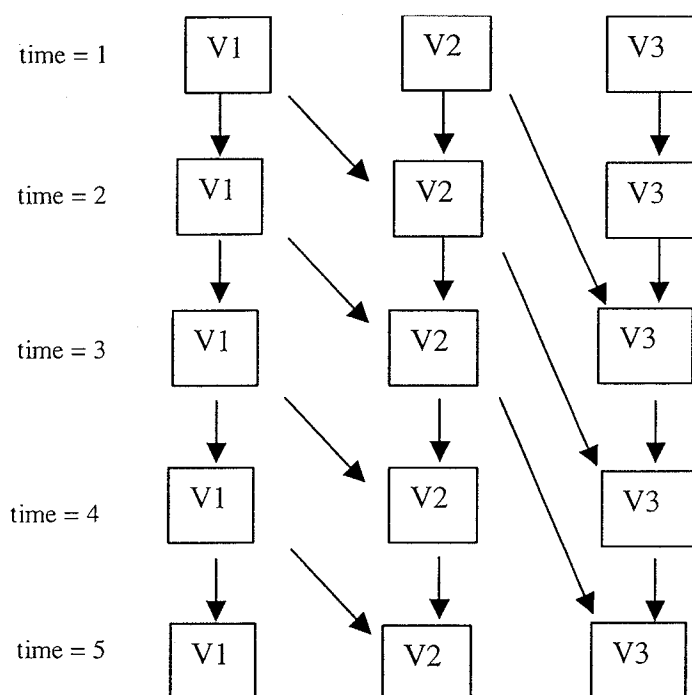 time = 1 V1 V2 V3
time = 2 V1 V2 V3
time = 3 V1 V2 V3
time = 4 V1 V2 V3
time = 5 V1 V2 V3